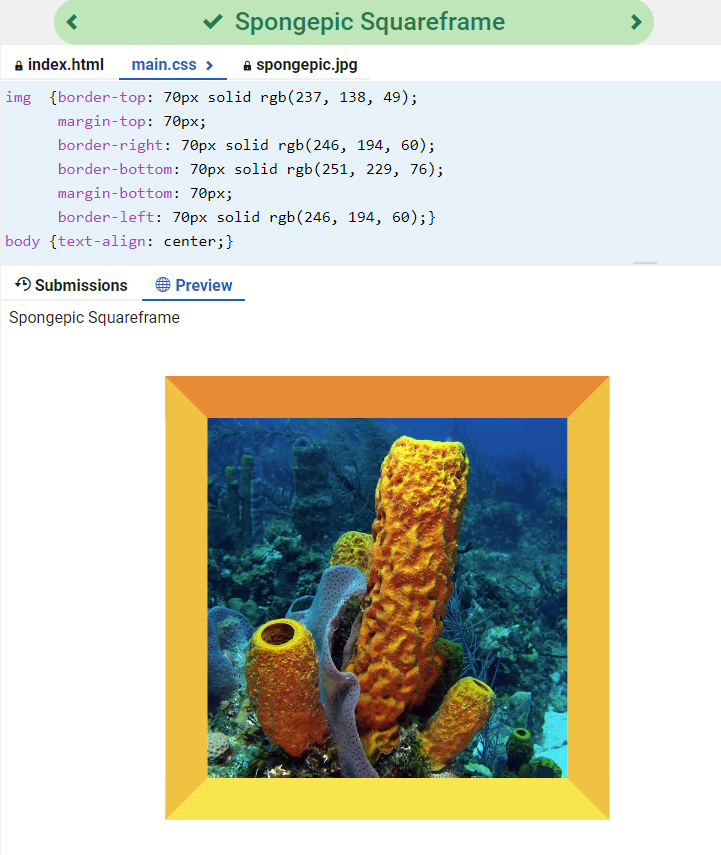 Spongepic Squareframe
index.html main.css spongepic.jpg
img {border-top: 70px solid rgb(237, 138, 49);
margin-top: 70px;
border-right: 70px solid rgb(246, 194, 60);
border-bottom: 70px solid rgb(251, 229, 76);
margin-bottom: 70px;
border-left: 70px solid rgb(246, 194, 60);}
body {text-align: center;}
Submissions Preview
Spongepic Squareframe